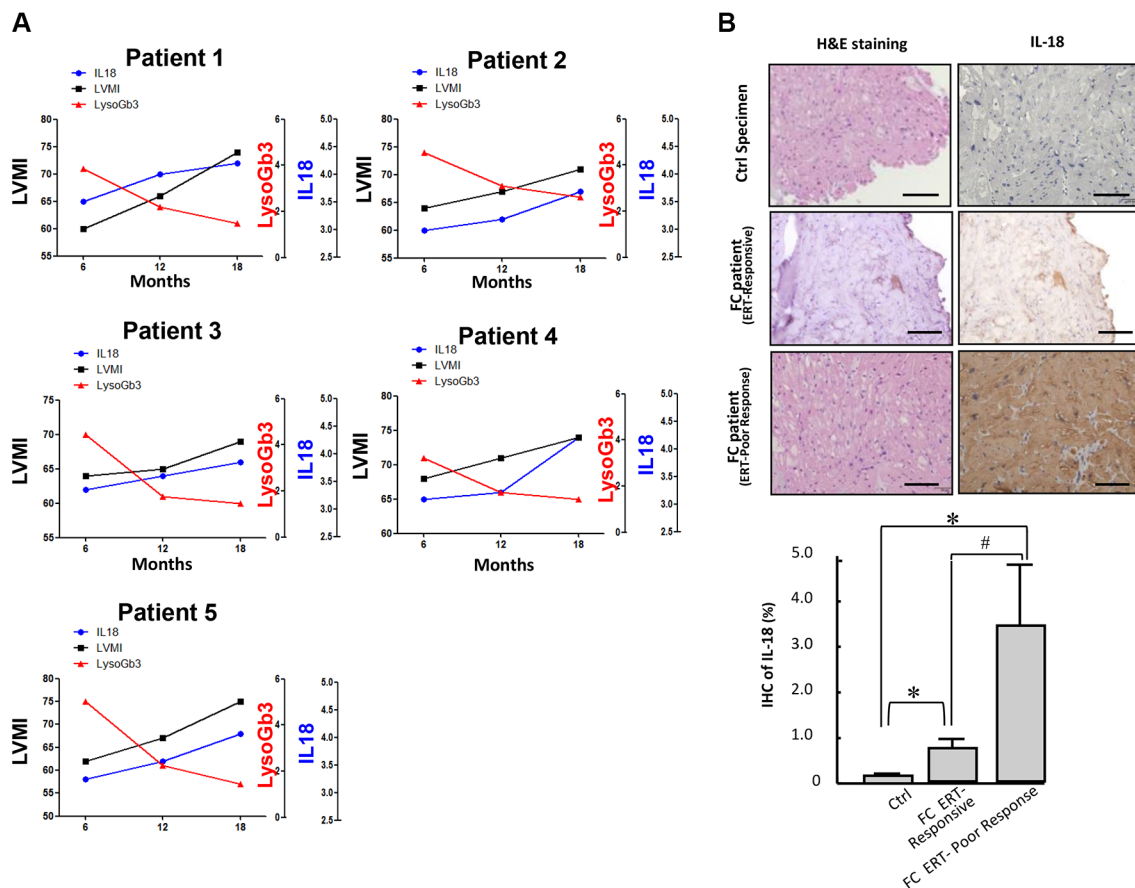 A
Patient 1
IL18
LVMI
LysoGb3
80
75
70
65
60
55
LVMI
6
12
18
Months
6
4
2
0
LysoGb3
5.0
4.5
4.0
3.5
3.0
2.5
IL18
Patient 2
IL18
LVMI
LysoGb3
80
75
70
65
60
55
LVMI
6
12
18
Months
6
4
2
0
LysoGb3
5.0
4.5
4.0
3.5
3.0
2.5
IL18
Patient 3
IL18
LVMI
LysoGb3
75
70
65
60
55
LVMI
6
12
18
Months
6
4
2
0
LysoGb3
5.0
4.5
4.0
3.5
3.0
2.5
IL18
Patient 4
IL18
LVMI
LysoGb3
80
75
70
65
60
LVMI
6
12
18
Months
6
4
2
0
LysoGb3
5.0
4.5
4.0
3.5
3.0
2.5
IL18
Patient 5
IL18
LVMI
LysoGb3
80
75
70
65
60
55
50
LVMI
6
12
18
Months
6
4
2
0
LysoGb3
5.0
4.5
4.0
3.5
3.0
2.5
IL18
B
H&E staining
IL-18
Ctrl Specimen
FC patient
(ERT-Responsive)
FC patient
(ERT-Poor Response)
IHC of IL-18 (%)
5.0
4.0
3.0
2.0
1.0
0
*
#
*
Ctrl
FC ERT-
Responsive
FC ERT- Poor Response